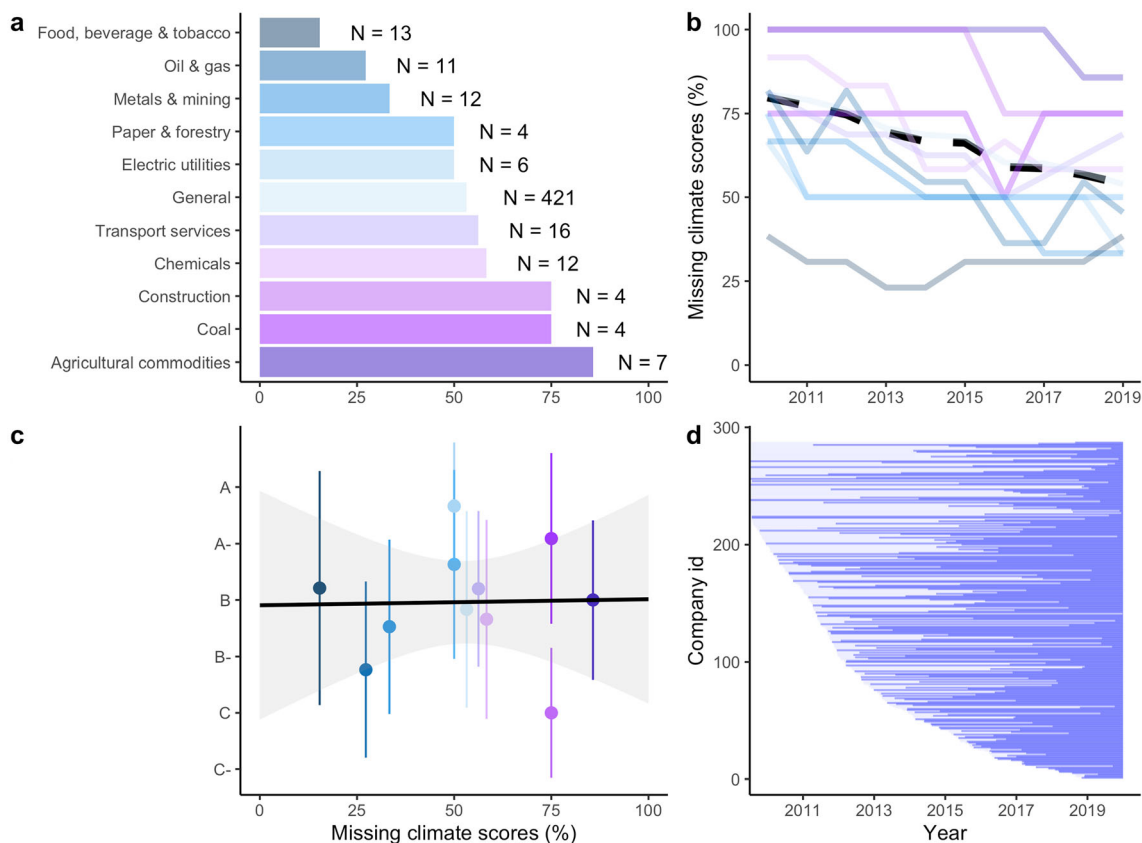 a
Food, beverage & tobacco N = 13
Oil & gas N = 11
Metals & mining N = 12
Paper & forestry N = 4
Electric utilities N = 6
General N = 421
Transport services N = 16
Chemicals N = 12
Construction N = 4
Coal N = 4
Agricultural commodities N = 7
0 25 50 75 100
b
Missing climate scores (%)
100
75
50
25
0
2011 2013 2015 2017 2019
c
A
A-
B
B-
C
C-
0 25 50 75 100
Missing climate scores (%)
d
Company id
300
200
100
0
2011 2013 2015 2017 2019
Year